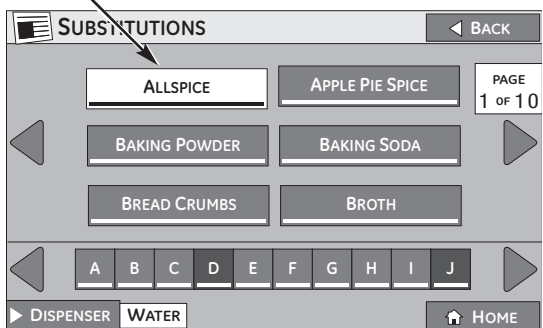 SUBSTITUTIONS
BACK
ALLSPICE
APPLE PIE SPICE
PAGE
1 OF 10
BAKING POWDER
BAKING SODA
BREAD CRUMBS
BROTH
A B C D E F G H I J
DISPENSER WATER
HOME